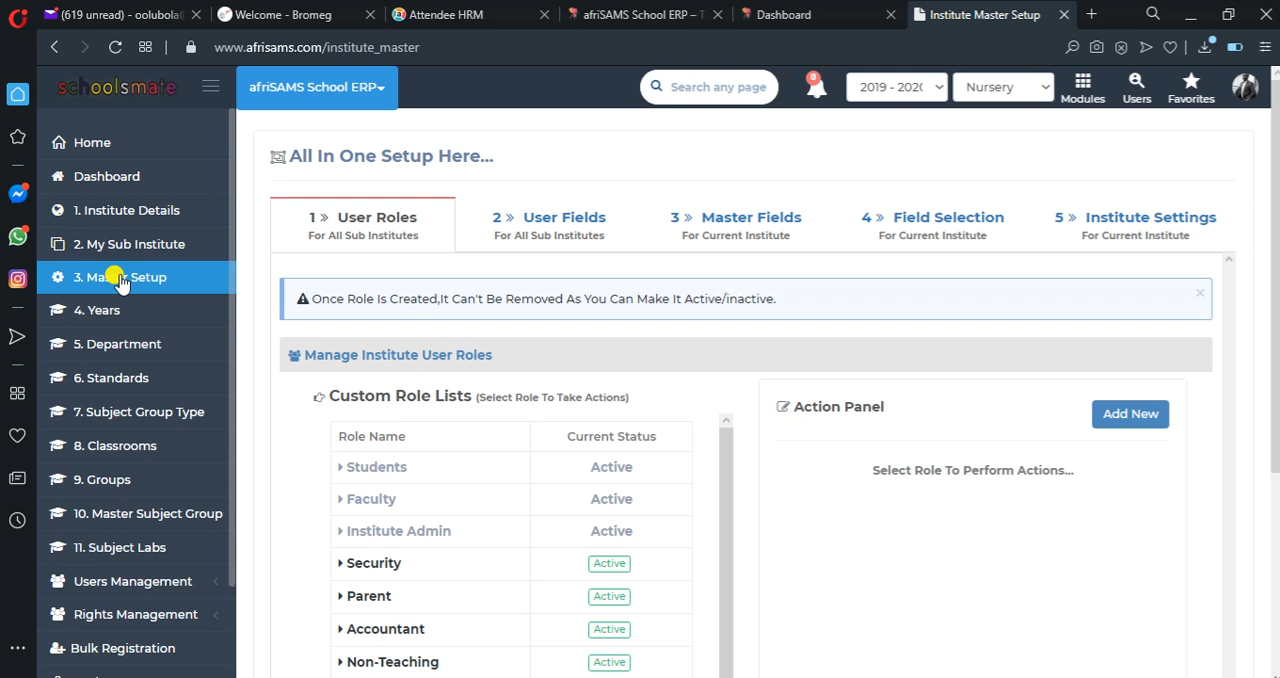 (619 unread) - oolubola
Welcome - Bromeg
Attendee HRM
afriSAMS School ERP – T
Dashboard
Institute Master Setup
www.afrisams.com/institute_master
schoolsmate
afriSAMS School ERP
Search any page
0
2019 - 202
Nursery
Modules
Users
Favorites
Home
Dashboard
1. Institute Details
2. My Sub Institute
3. Master Setup
4. Years
5. Department
6. Standards
7. Subject Group Type
8. Classrooms
9. Groups
10. Master Subject Group
11. Subject Labs
Users Management
Rights Management
Bulk Registration
All In One Setup Here...
1 » User Roles
For All Sub Institutes
2 » User Fields
For All Sub Institutes
3 » Master Fields
For Current Institute
4 » Field Selection
For Current Institute
5 » Institute Settings
For Current Institute
Once Role Is Created,It Can't Be Removed As You Can Make It Active/inactive.
Manage Institute User Roles
Custom Role Lists (Select Role To Take Actions)
Role Name Current Status
Students Active
Faculty Active
Institute Admin Active
Security Active
Parent Active
Accountant Active
Non-Teaching Active
Action Panel
Add New
Select Role To Perform Actions...